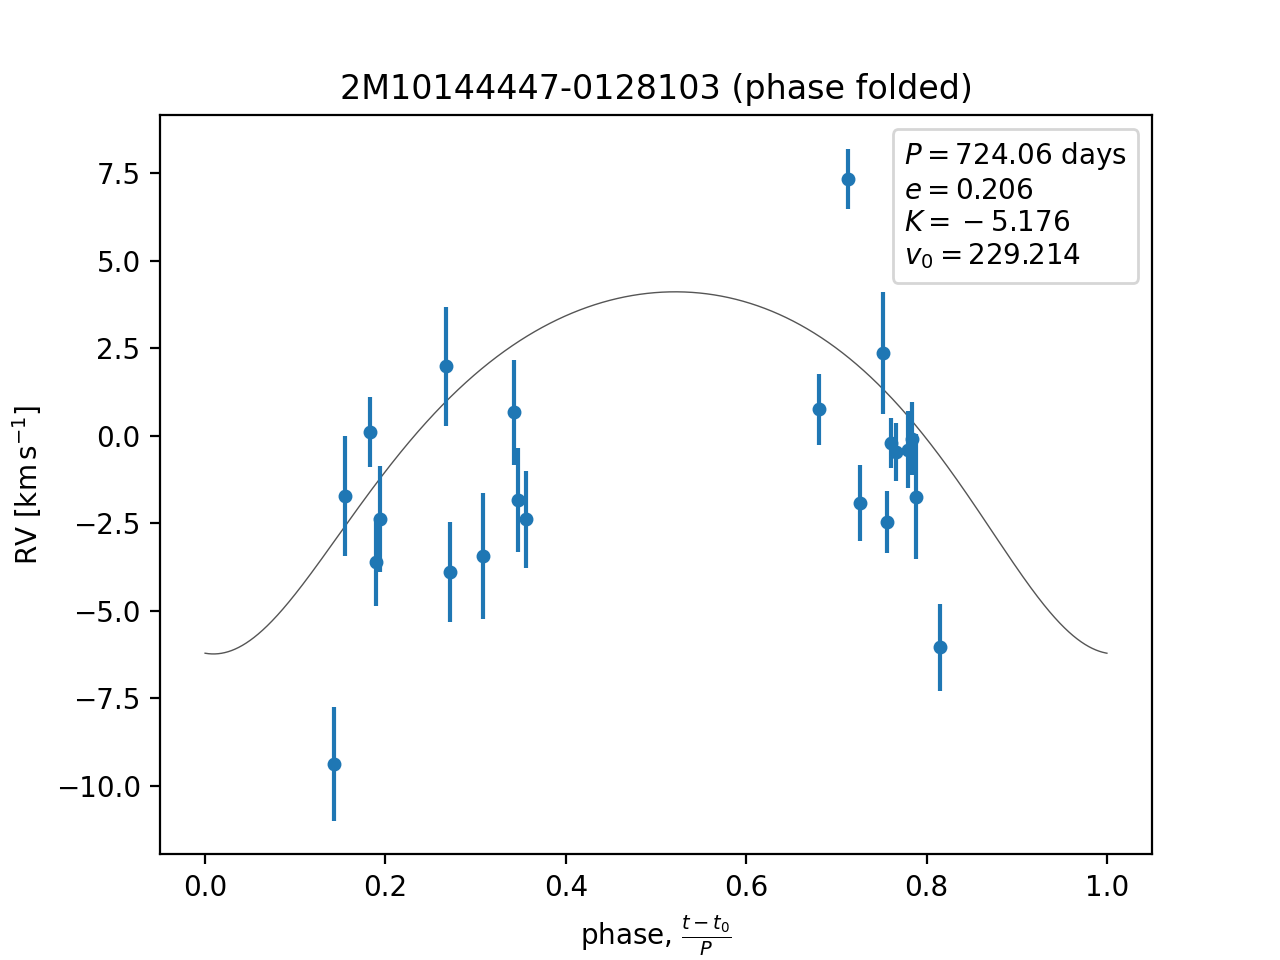 2M10144447-0128103 (phase folded)
P = 724.06 days
e = 0.206
K = −5.176
v₀ = 229.214
7.5
5.0
2.5
0.0
−2.5
−5.0
−7.5
−10.0
RV [km s⁻¹]
0.0 0.2 0.4 0.6 0.8 1.0
phase, (t − t₀)/P